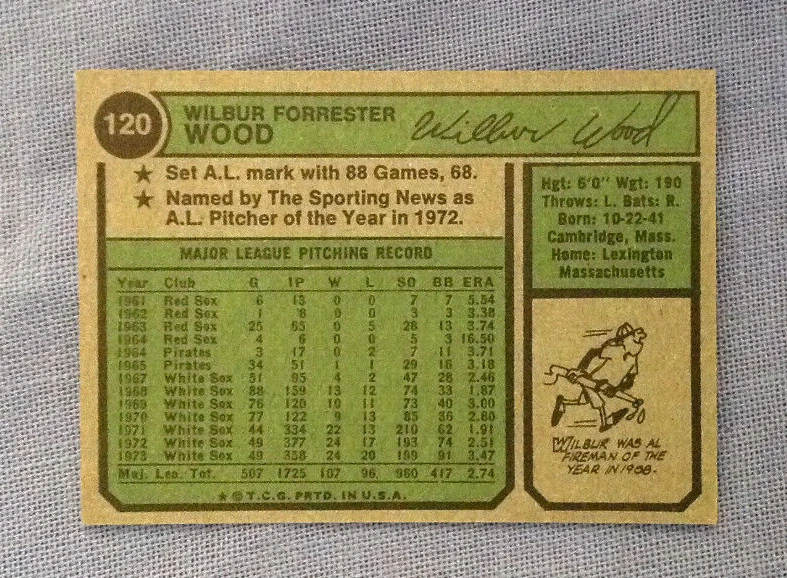 120
WILBUR FORRESTER
WOOD
Wilbur Wood
★ Set A.L. mark with 88 Games, 68.
★ Named by The Sporting News as
A.L. Pitcher of the Year in 1972.
MAJOR LEAGUE PITCHING RECORD
Year Club G IP W L SO BB ERA
1961 Red Sox 6 13 0 0 7 7 5.54
1962 Red Sox 1 8 0 0 3 3 3.38
1963 Red Sox 25 65 0 5 28 13 3.74
1964 Red Sox 4 6 0 0 5 3 16.50
1964 Pirates 3 17 0 2 7 11 3.71
1965 Pirates 34 51 1 1 29 16 3.18
1967 White Sox 51 95 4 2 47 28 2.46
1968 White Sox 88 159 13 12 74 33 1.87
1969 White Sox 76 120 10 11 73 40 3.00
1970 White Sox 77 122 9 13 85 36 2.80
1971 White Sox 44 334 22 13 210 62 1.91
1972 White Sox 49 377 24 17 193 74 2.51
1973 White Sox 49 358 24 20 199 91 3.47
Maj. Lea. Tot. 507 1725 107 96 960 417 2.74
★ © T.C.G. PRTD. IN U.S.A.
Hgt: 6'0" Wgt: 190
Throws: L. Bats: R.
Born: 10-22-41
Cambridge, Mass.
Home: Lexington
Massachusetts
WILBUR WAS AL
FIREMAN OF THE
YEAR IN 1968.